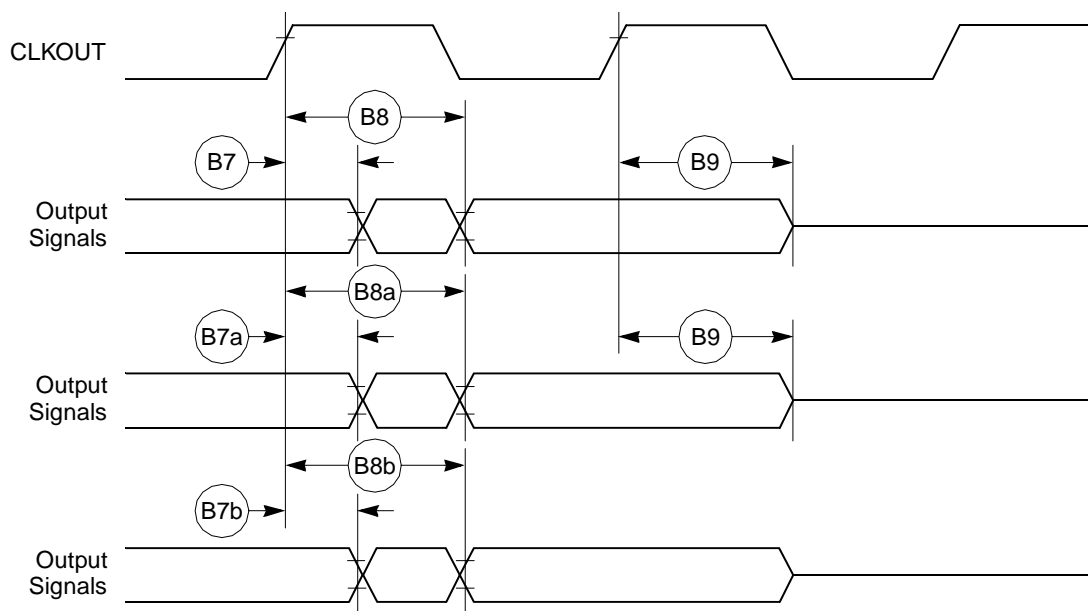 CLKOUT
B8
B7
B9
Output
Signals
B8a
B7a
B9
Output
Signals
B8b
B7b
Output
Signals